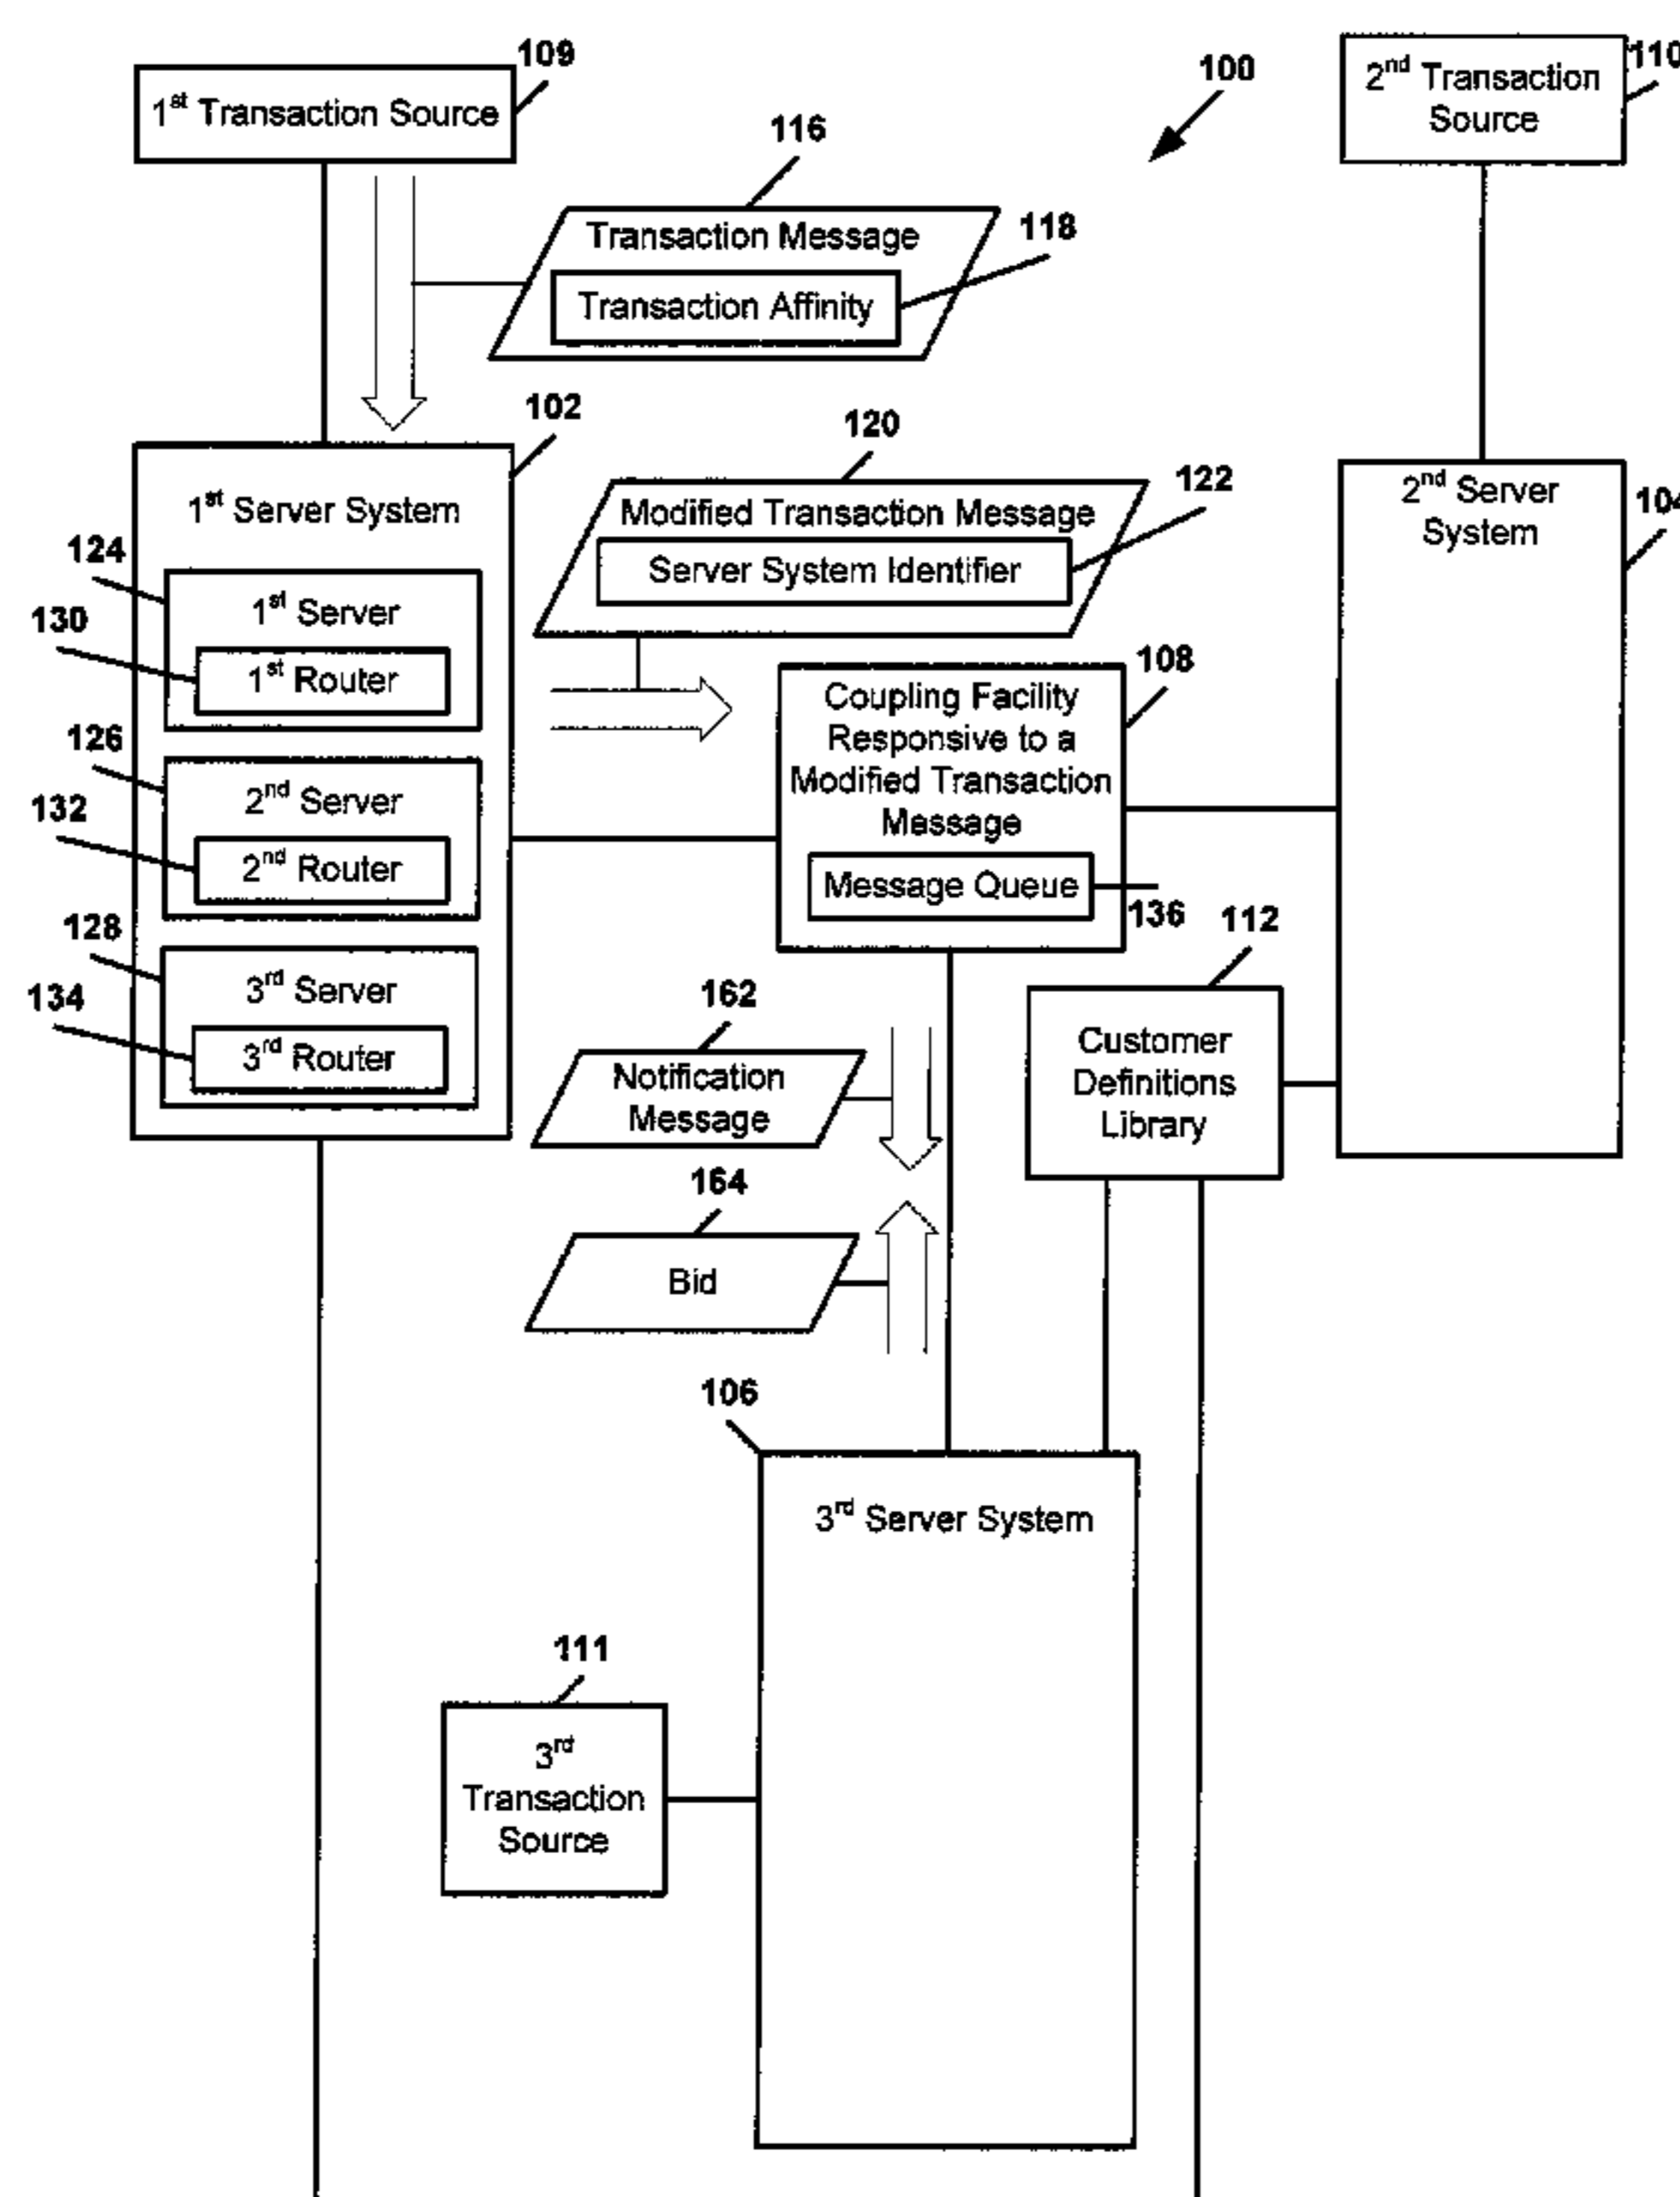 109
1st Transaction Source
100
2nd Transaction
Source
110
116
Transaction Message
118
Transaction Affinity
102
120
1st Server System
Modified Transaction Message
122
Server System Identifier
2nd Server
System
104
124
1st Server
130
1st Router
108
Coupling Facility
Responsive to a
Modified Transaction
Message
126
2nd Server
132
2nd Router
Message Queue
136
112
128
3rd Server
134
3rd Router
162
Notification
Message
Customer
Definitions
Library
164
Bid
106
3rd Server System
111
3rd
Transaction
Source